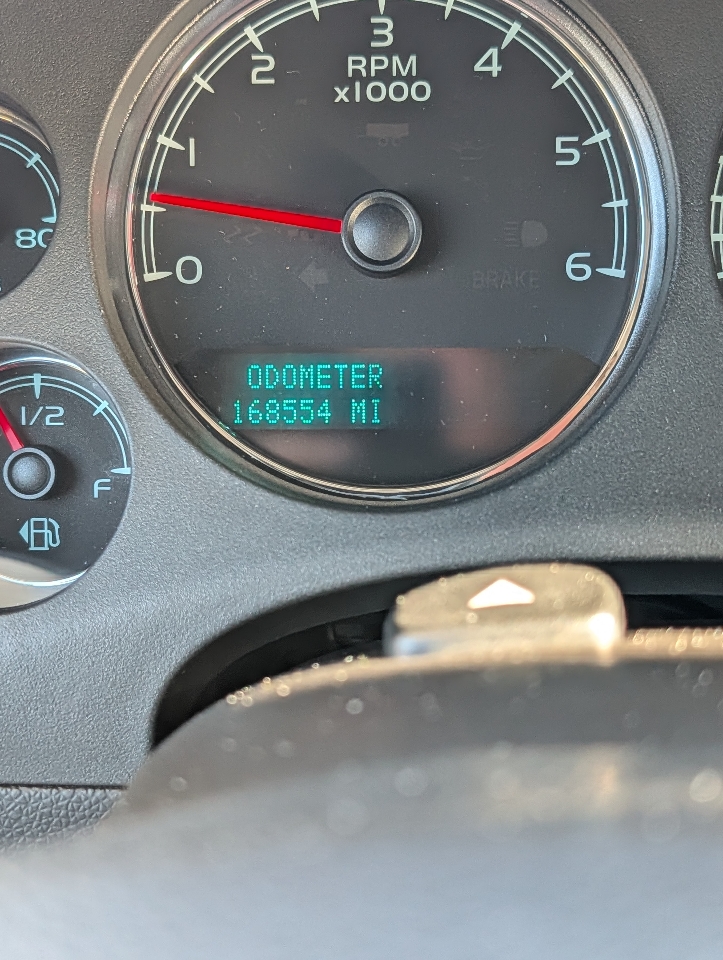 3
2
4
RPM
x1000
1
5
80
0
6
BRAKE
ODOMETER
168554 MI
1/2
F